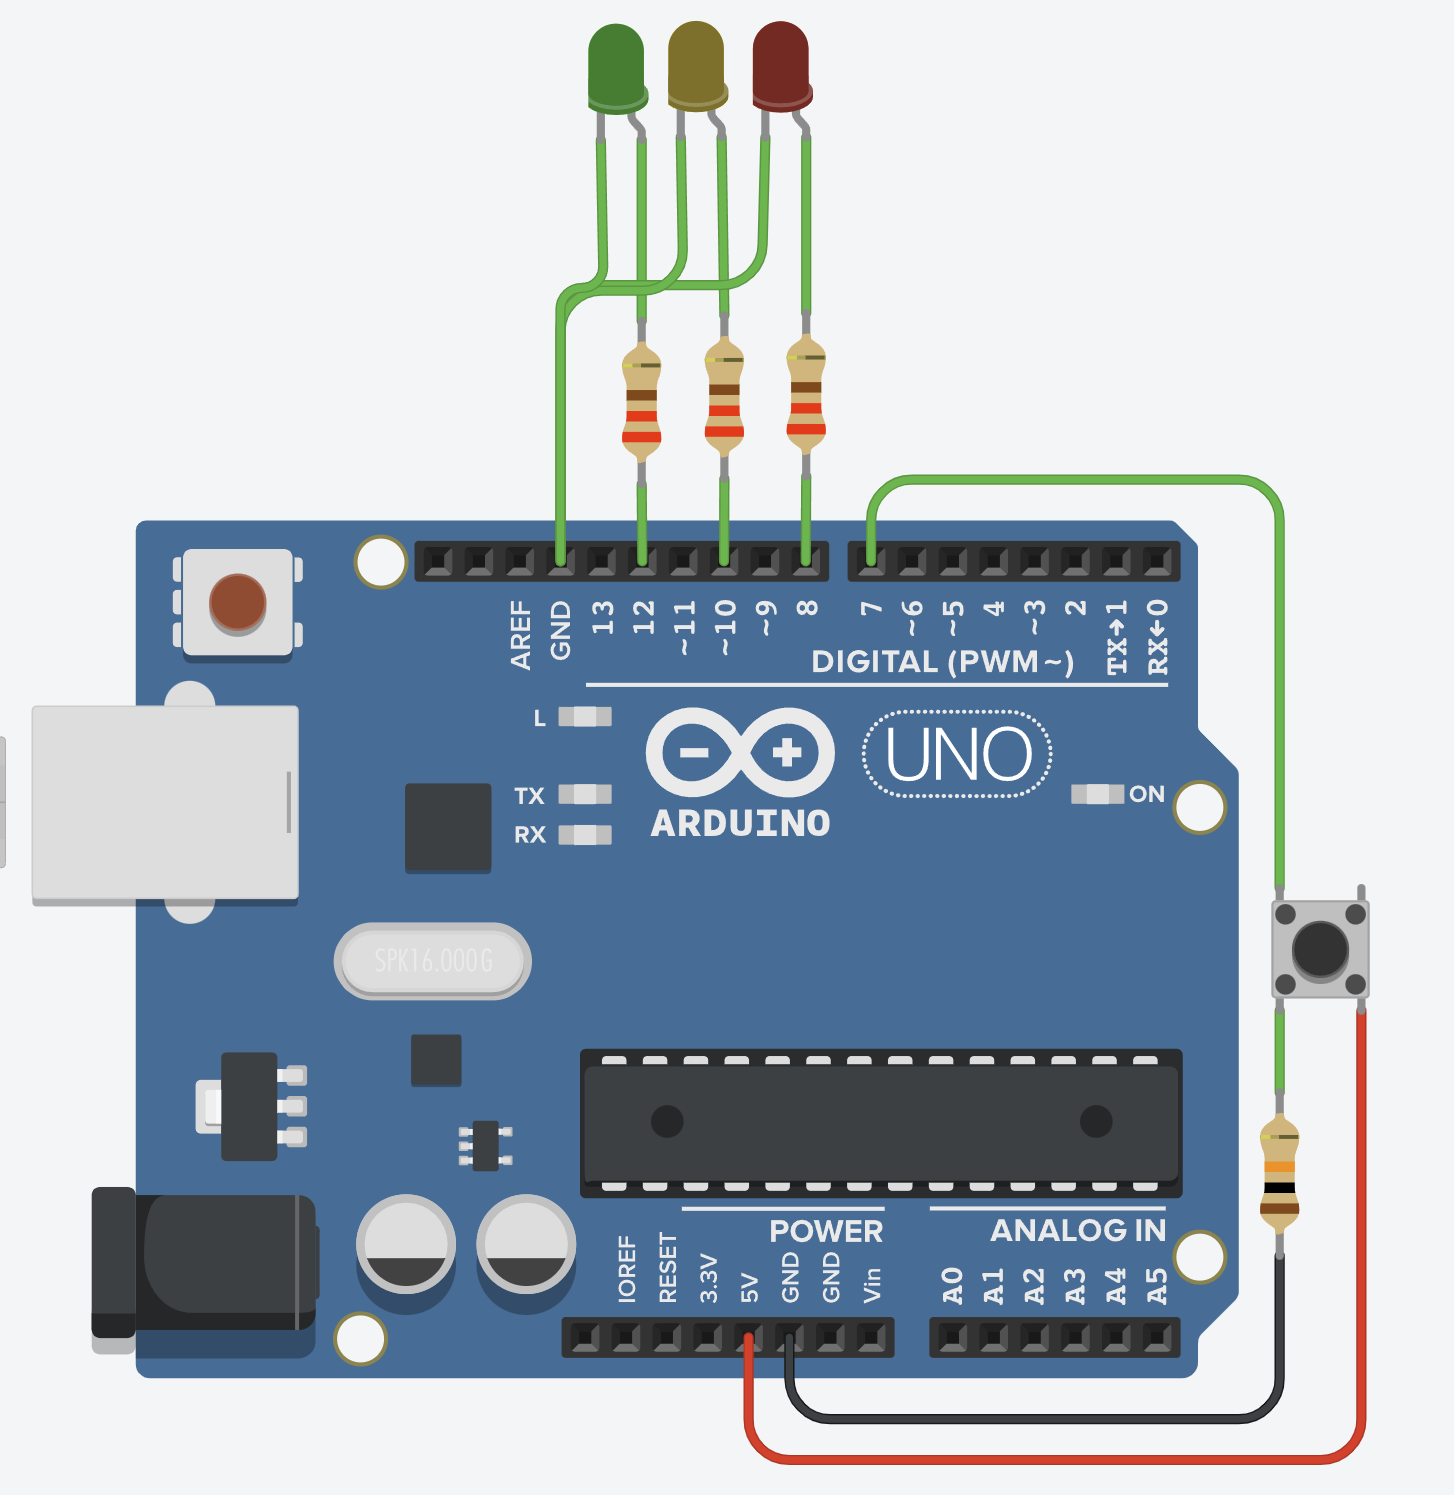 AREF
GND
13
12
~11
~10
~9
8
7
~6
~5
4
~3
2
TX→1
RX←0
DIGITAL (PWM~)
L
TX
RX
- +
ARDUINO
UNO
ON
SPK16.000G
POWER
ANALOG IN
IOREF
RESET
3.3V
5V
GND
GND
Vin
A0
A1
A2
A3
A4
A5